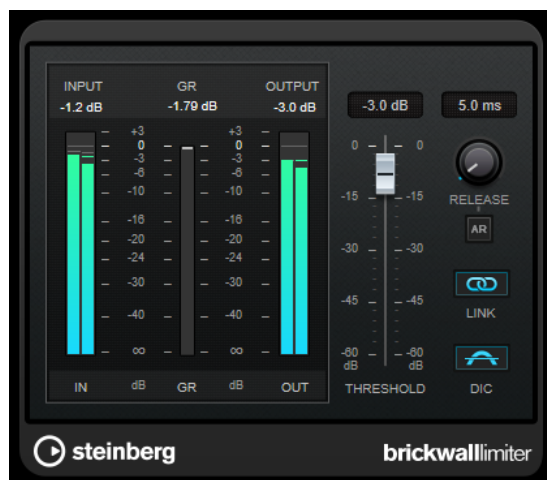 INPUT GR OUTPUT
-1.2 dB -1.79 dB -3.0 dB -3.0 dB 5.0 ms
+3 +3
0 0 0 0
-3 -3
-6 -6
-10 -10
-15 -15 RELEASE
-16 -16
AR
-20 -20
-24 -24 -30 -30
-30 -30
-45 -45 LINK
-40 -40
∞ ∞ -60 -60
dB dB
IN dB GR dB OUT THRESHOLD DIC
steinberg brickwalllimiter